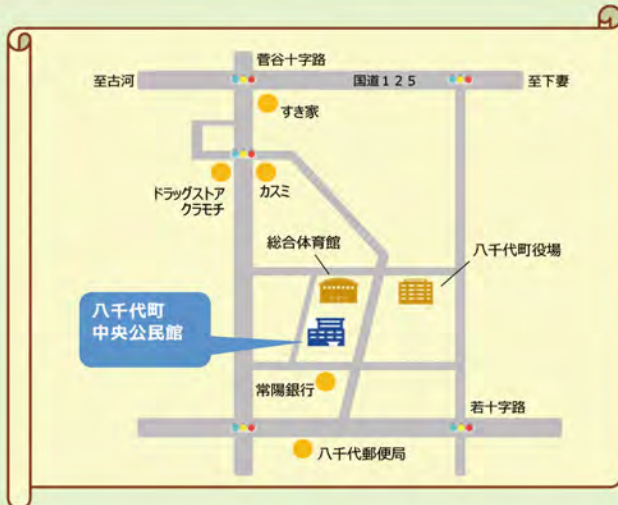 菅谷十字路
至古河
国道125
至下妻
すき家
ドラッグストア
クラモチ
カスミ
総合体育館
八千代町役場
八千代町
中央公民館
常陽銀行
若十字路
八千代郵便局